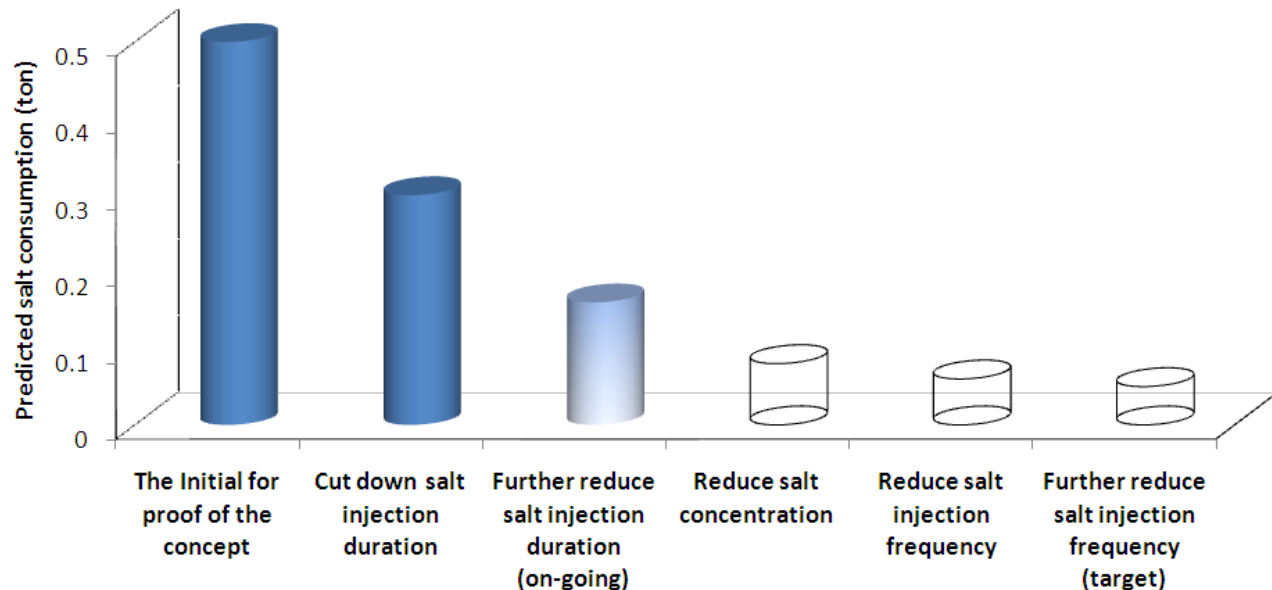 Predicted salt consumption (ton)
0.5
0.4
0.3
0.2
0.1
0
The Initial for
proof of the
concept
Cut down salt
injection
duration
Further reduce
salt injection
duration
(on-going)
Reduce salt
concentration
Reduce salt
injection
frequency
Further reduce
salt injection
frequency
(target)